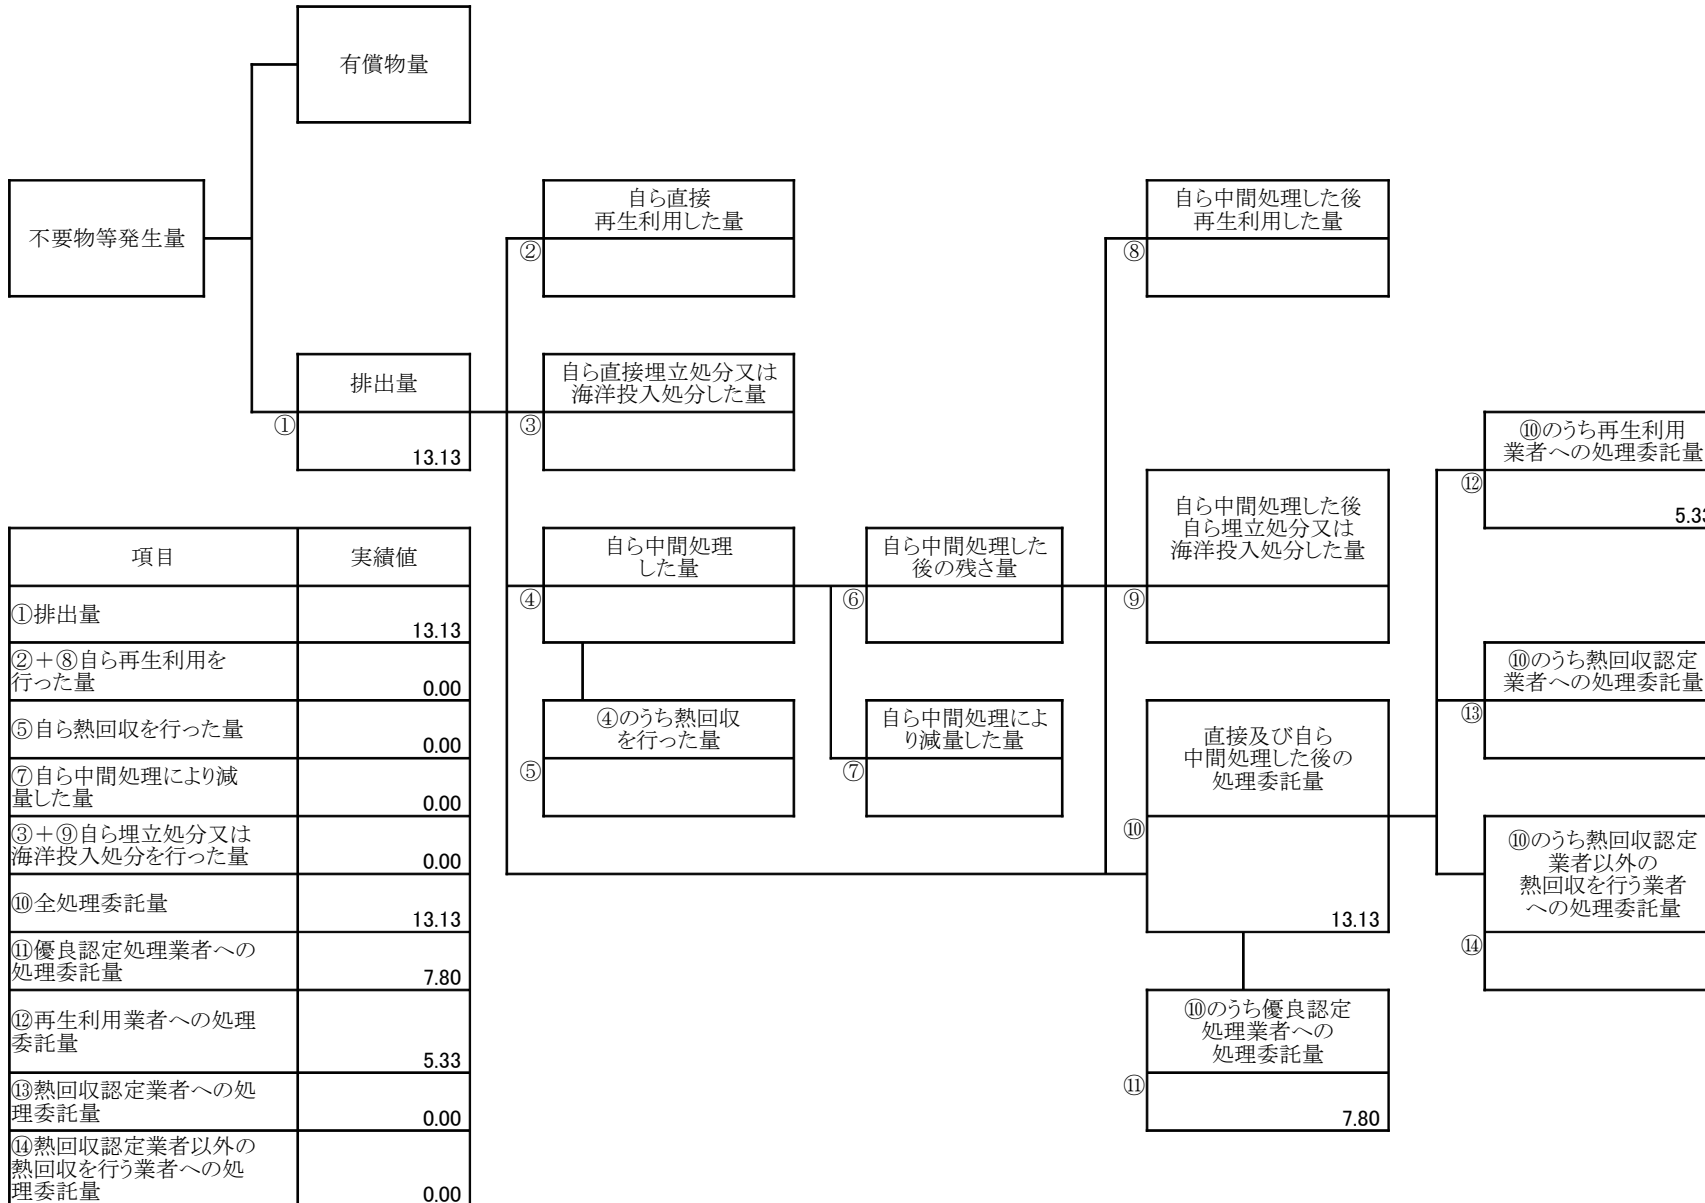 有償物量
不要物等発生量
自ら直接
再生利用した量
②
自ら中間処理した後
再生利用した量
⑧
排出量
①
13.13
自ら直接埋立処分又は
海洋投入処分した量
③
⑩のうち再生利用
業者への処理委託量
⑫
5.33
自ら中間処理
した量
④
自ら中間処理した
後の残さ量
⑥
自ら中間処理した後
自ら埋立処分又は
海洋投入処分した量
⑨
⑩のうち熱回収認定
業者への処理委託量
⑬
④のうち熱回収
を行った量
⑤
自ら中間処理によ
り減量した量
⑦
直接及び自ら
中間処理した後の
処理委託量
⑩
13.13
⑩のうち熱回収認定
業者以外の
熱回収を行う業者
への処理委託量
⑭
⑩のうち優良認定
処理業者への
処理委託量
⑪
7.80
項目 実績値
①排出量
13.13
②＋⑧自ら再生利用を
行った量 0.00
⑤自ら熱回収を行った量
0.00
⑦自ら中間処理により減
量した量 0.00
③＋⑨自ら埋立処分又は
海洋投入処分を行った量 0.00
⑩全処理委託量
13.13
⑪優良認定処理業者への
処理委託量 7.80
⑫再生利用業者への処理
委託量
5.33
⑬熱回収認定業者への処
理委託量 0.00
⑭熱回収認定業者以外の
熱回収を行う業者への処
理委託量 0.00